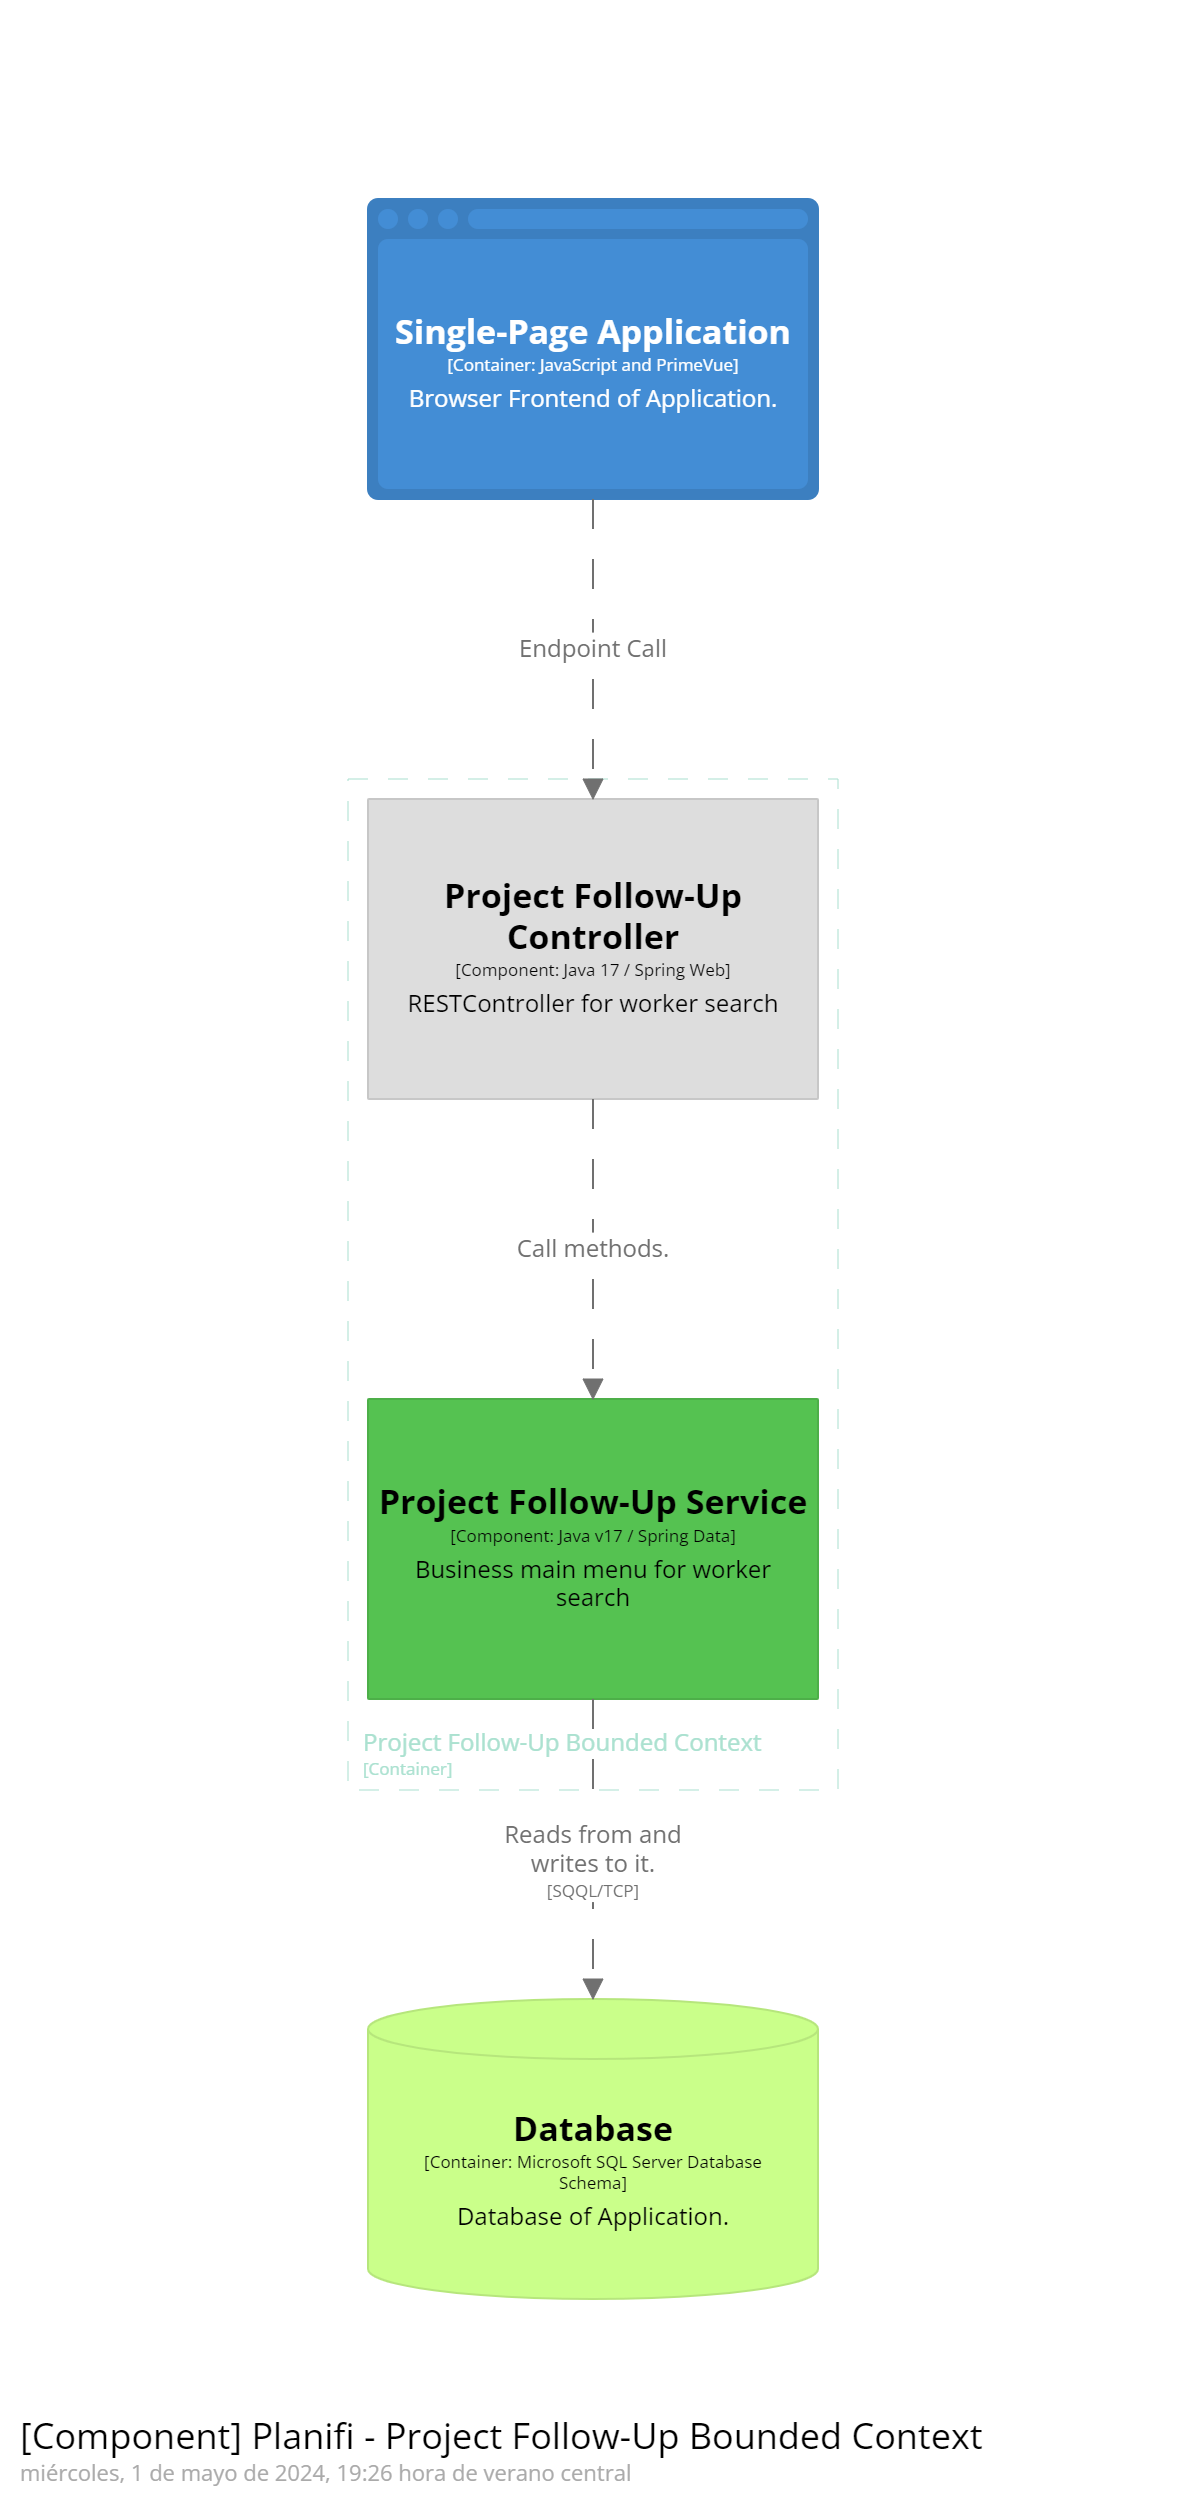 Single-Page Application
[Container: JavaScript and PrimeVue]
Browser Frontend of Application.
Endpoint Call
Project Follow-Up
Controller
[Component: Java 17 / Spring Web]
RESTController for worker search
Call methods.
Project Follow-Up Service
[Component: Java v17 / Spring Data]
Business main menu for worker
search
Project Follow-Up Bounded Context
[Container]
Reads from and
writes to it.
[SQQL/TCP]
Database
[Container: Microsoft SQL Server Database
Schema]
Database of Application.
[Component] Planifi - Project Follow-Up Bounded Context
miércoles, 1 de mayo de 2024, 19:26 hora de verano central